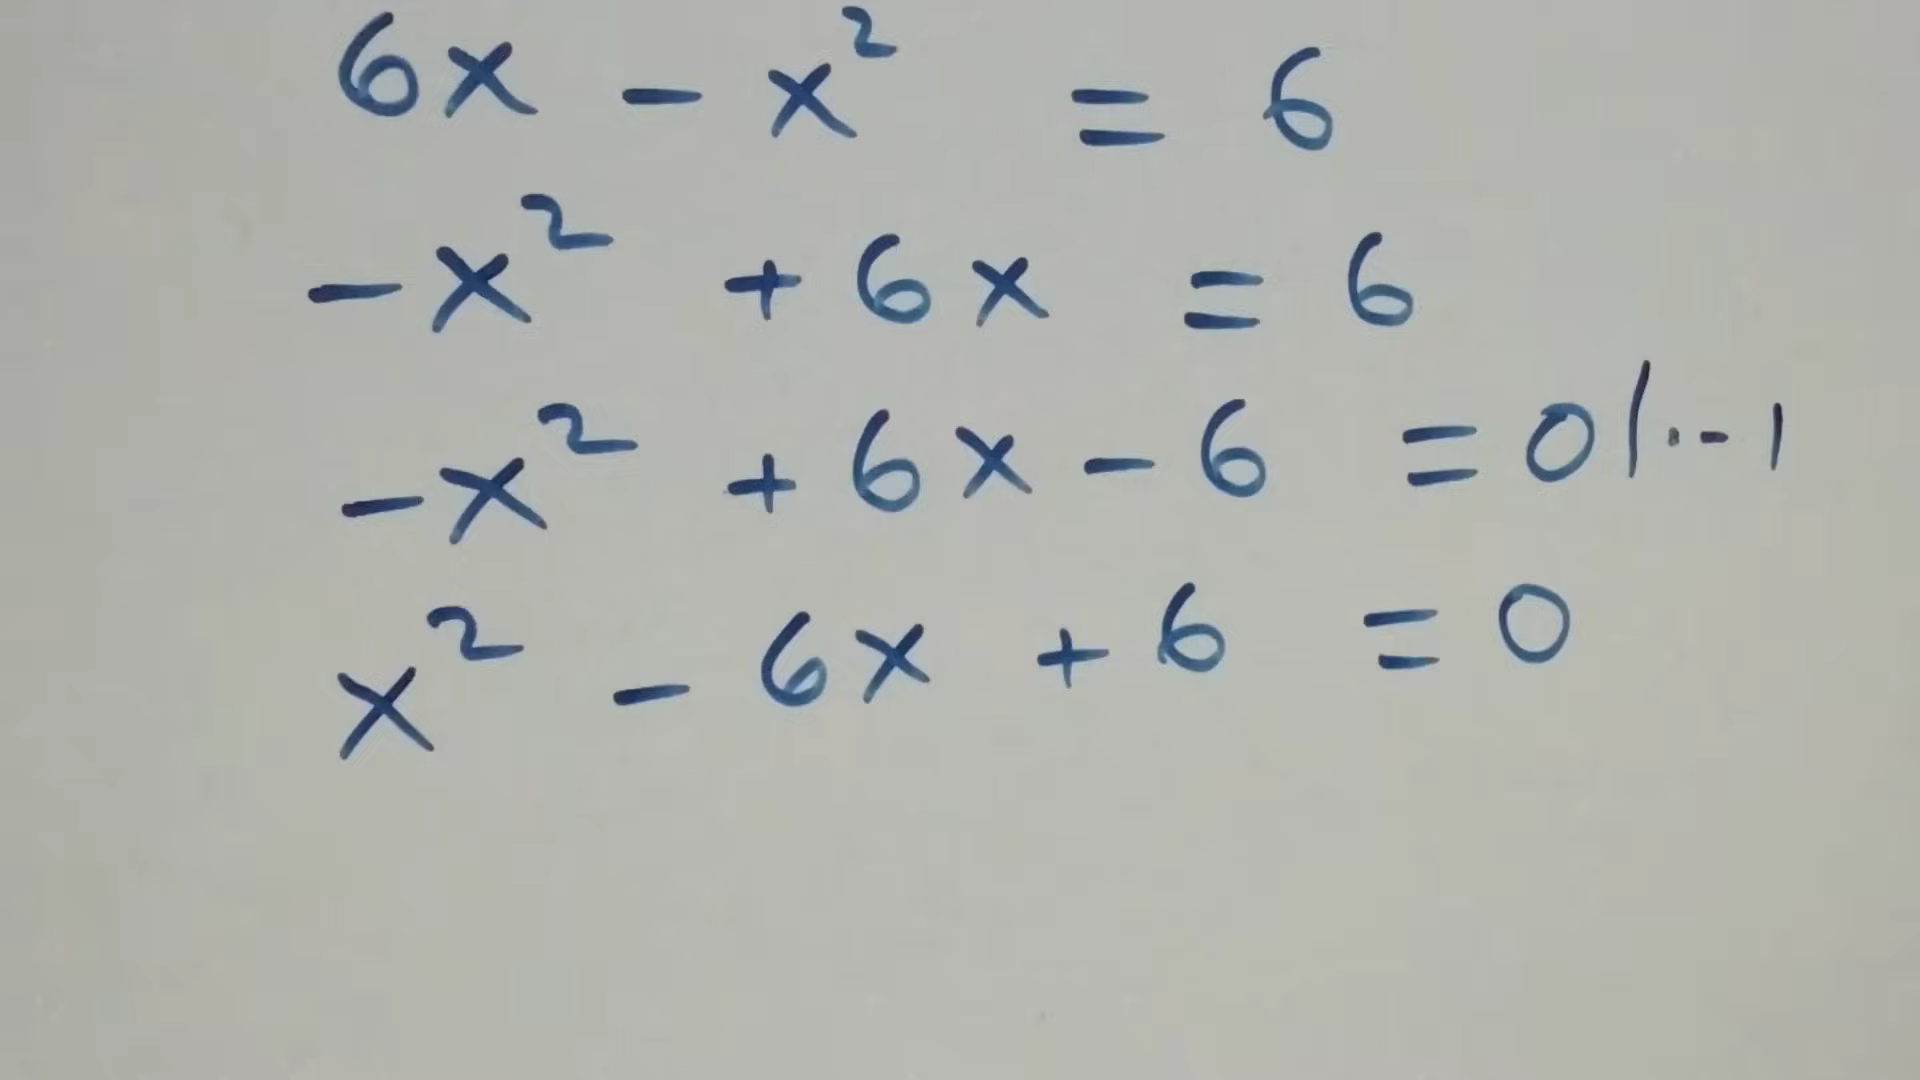 6x - x² = 6
-x² + 6x = 6
-x² + 6x - 6 = 0 |·-1
x² - 6x + 6 = 0